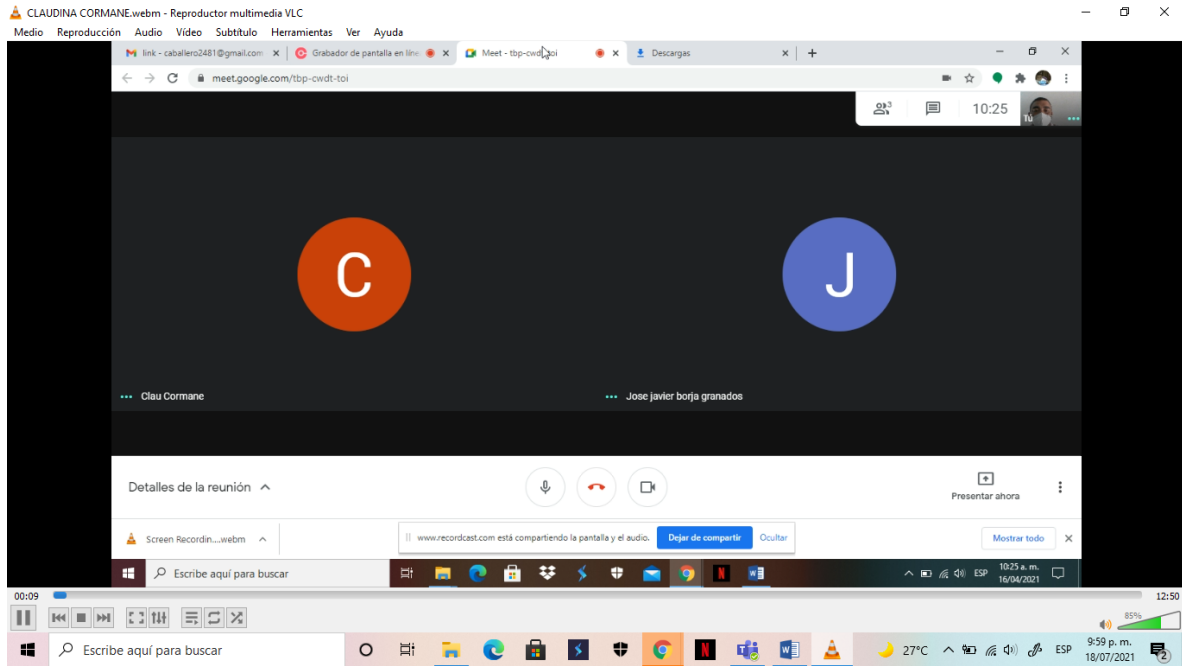 CLAUDINA CORMANE.webm - Reproductor multimedia VLC
Medio Reproducción Audio Vídeo Subtítulo Herramientas Ver Ayuda
link - caballero2481@gmail.com Grabador de pantalla en líne Meet - tbp-cwdt-toi Descargas
meet.google.com/tbp-cwdt-toi
3 10:25 Tú
C J
Clau Cormane Jose javier borja granados
Detalles de la reunión Presentar ahora
Screen Recordin....webm www.recordcast.com está compartiendo la pantalla y el audio. Dejar de compartir Ocultar Mostrar todo
Escribe aquí para buscar ESP 10:25 a. m.
16/04/2021
00:09 12:50
85%
Escribe aquí para buscar 27°C ESP 9:59 p. m.
18/07/2021 2